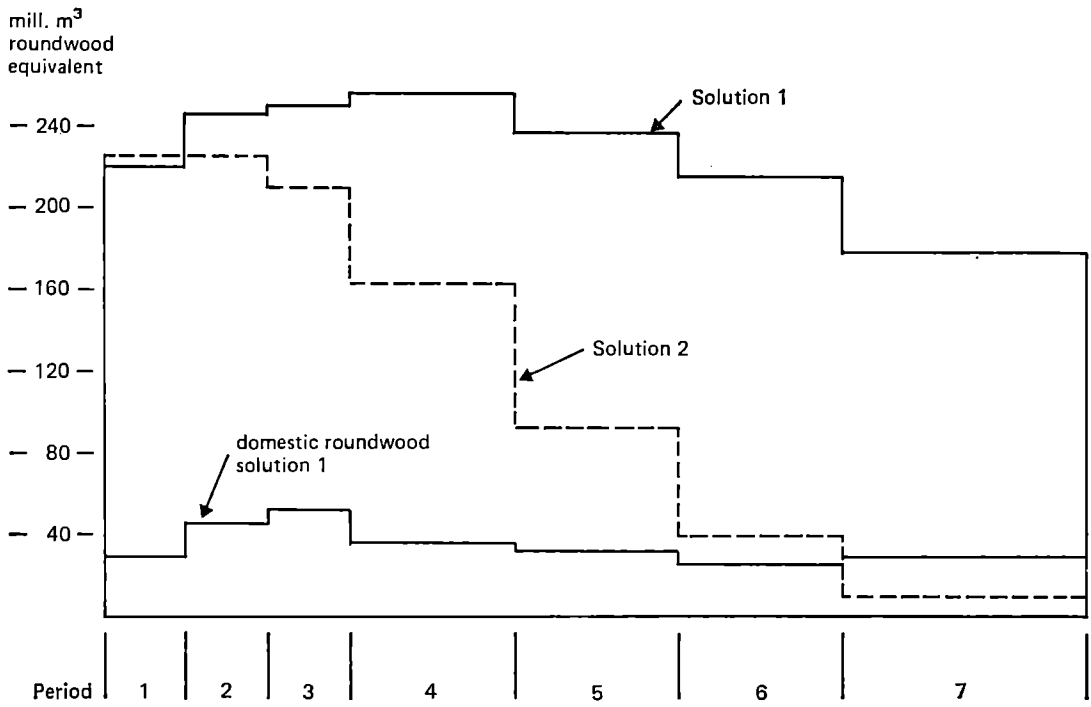 mill. m³
roundwood
equivalent
Solution 1
— 240 —
— 200 —
— 160 —
Solution 2
— 120 —
domestic roundwood
solution 1
— 80 —
— 40 —
Period 1 2 3 4 5 6 7